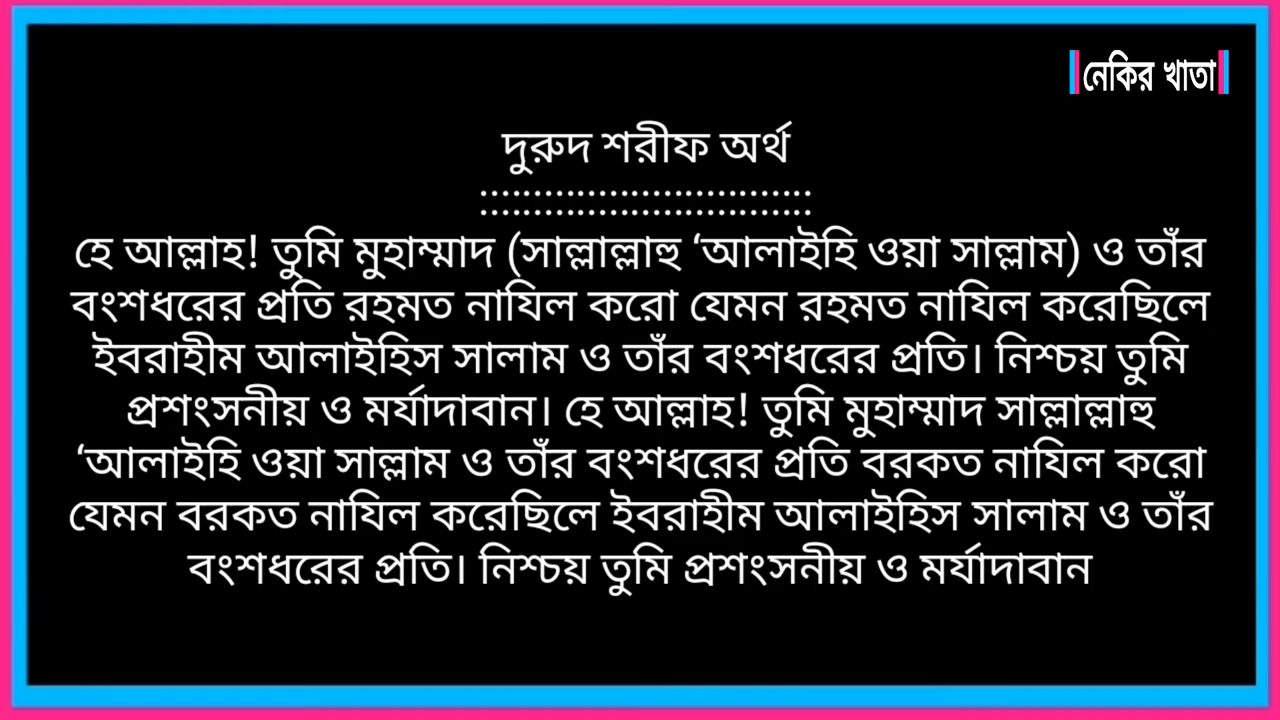 নেকির খাতা
দুরুদ শরীফ অর্থ
::::::::::::::::::::::::::::::
হে আল্লাহ! তুমি মুহাম্মাদ (সাল্লাল্লাহু ‘আলাইহি ওয়া সাল্লাম) ও তাঁর
বংশধরের প্রতি রহমত নাযিল করো যেমন রহমত নাযিল করেছিলে
ইবরাহীম আলাইহিস সালাম ও তাঁর বংশধরের প্রতি। নিশ্চয় তুমি
প্রশংসনীয় ও মর্যাদাবান। হে আল্লাহ! তুমি মুহাম্মাদ সাল্লাল্লাহু
‘আলাইহি ওয়া সাল্লাম ও তাঁর বংশধরের প্রতি বরকত নাযিল করো
যেমন বরকত নাযিল করেছিলে ইবরাহীম আলাইহিস সালাম ও তাঁর
বংশধরের প্রতি। নিশ্চয় তুমি প্রশংসনীয় ও মর্যাদাবান